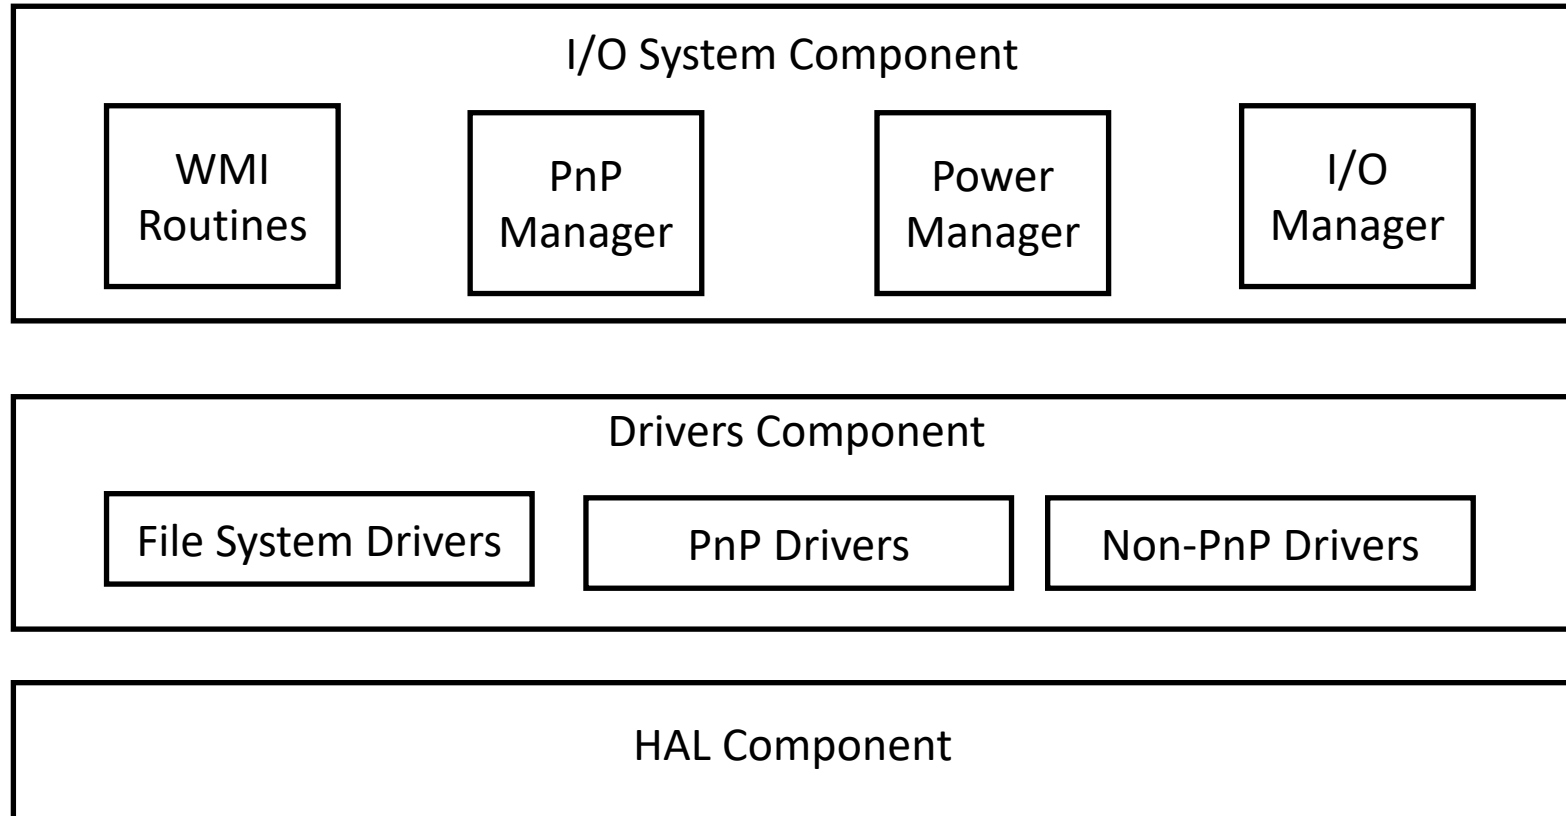 I/O System Component
WMI
Routines
PnP
Manager
Power
Manager
I/O
Manager
Drivers Component
File System Drivers
PnP Drivers
Non-PnP Drivers
HAL Component